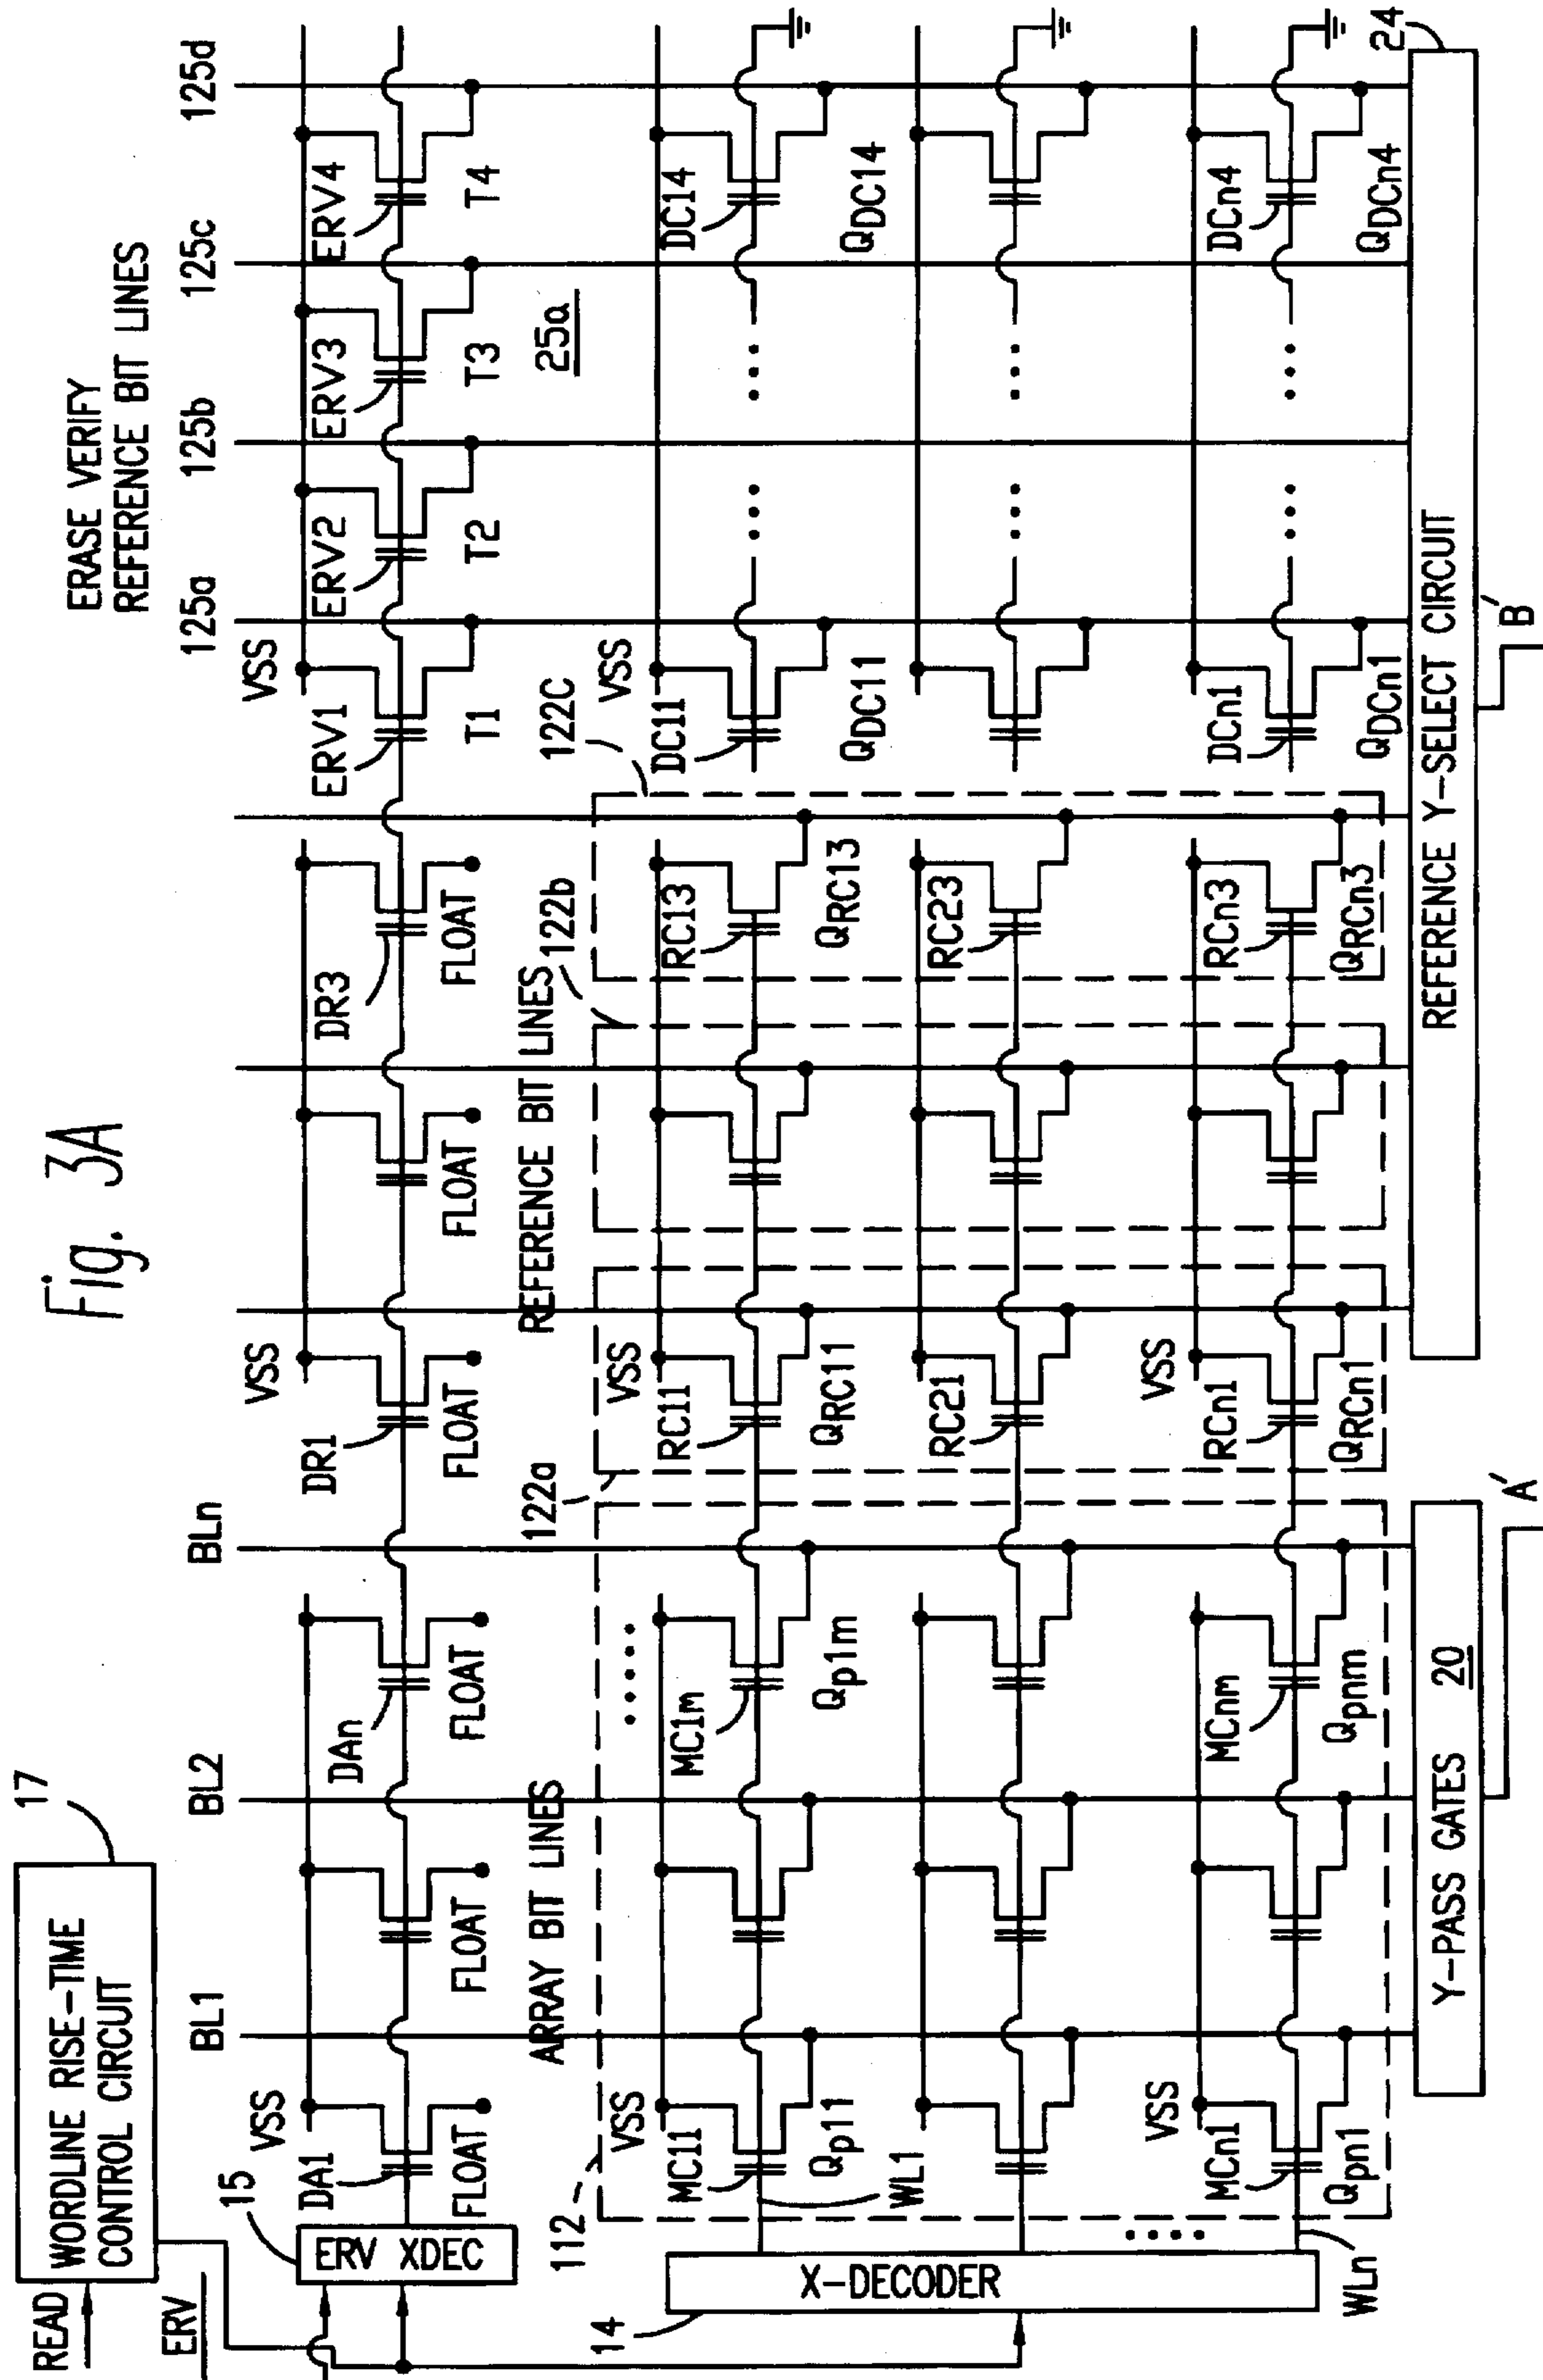 Fig. 3A
ERASE VERIFY
REFERENCE BIT LINES
125a 125b 125c 125d
READ
WORDLINE RISE-TIME
CONTROL CIRCUIT
17
ERV
15
ERV XDEC
BL1 BL2 BLn
VSS VSS VSS
DA1 DAn DR1 DR3 ERV1 ERV2 ERV3 ERV4
FLOAT FLOAT FLOAT FLOAT FLOAT FLOAT T1 T2 T3 T4
25a
ARRAY BIT LINES
REFERENCE BIT LINES
112 122a 122b 122C
VSS VSS VSS
MC11 MC1m RC11 RC13 DC11 DC14
Qp11 Qp1m QRC11 QRC13 QDC11 QDC14
WL1
14
X-DECODER
RC21 RC23
VSS VSS
MCn1 MCnm RCn1 RCn3 DCn1 DCn4
Qpn1 Qpnm QRCn1 QRCn3 QDCn1 QDCn4
WLn
Y-PASS GATES 20
REFERENCE Y-SELECT CIRCUIT
24
A'
B'